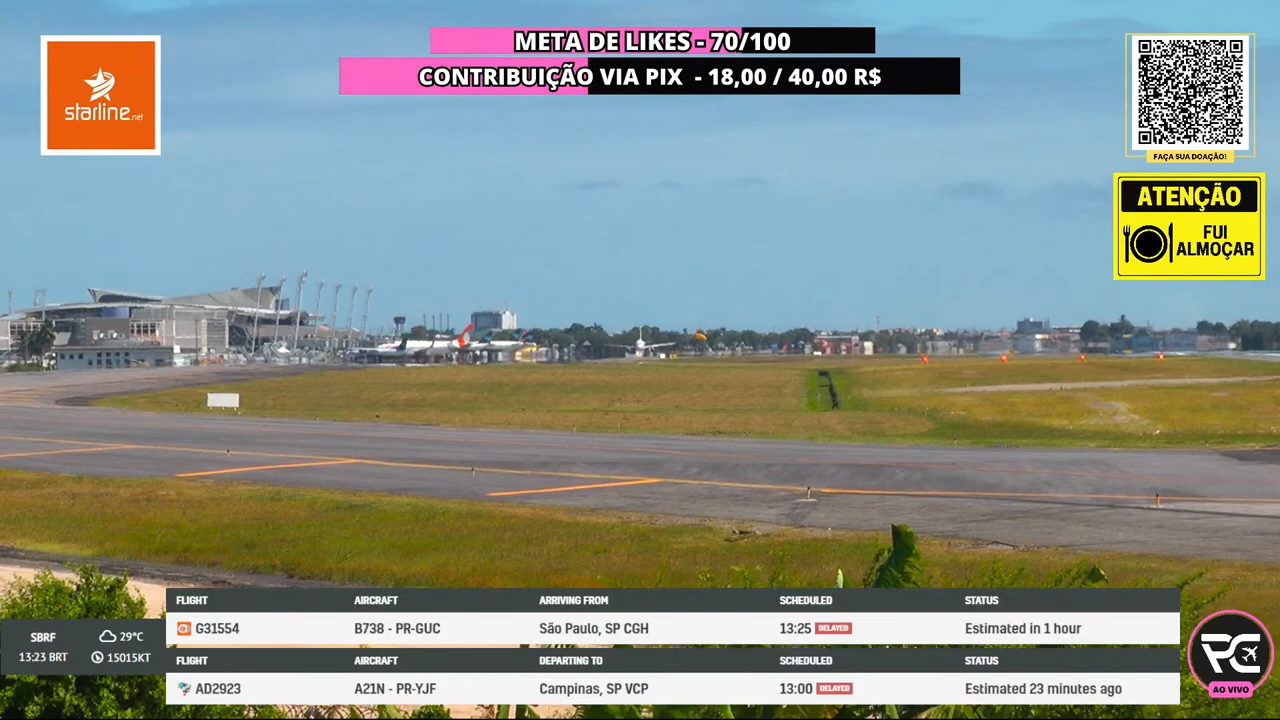 META DE LIKES - 70/100
CONTRIBUIÇÃO VIA PIX - 18,00 / 40,00 R$
starline.net
FAÇA SUA DOAÇÃO!
ATENÇÃO
FUI
ALMOÇAR
FLIGHT AIRCRAFT ARRIVING FROM SCHEDULED STATUS
G31554 B738 - PR-GUC São Paulo, SP CGH 13:25 DELAYED Estimated in 1 hour
SBRF 29°C
13:23 BRT 15015KT
FLIGHT AIRCRAFT DEPARTING TO SCHEDULED STATUS
AD2923 A21N - PR-YJF Campinas, SP VCP 13:00 DELAYED Estimated 23 minutes ago
RC
AO VIVO